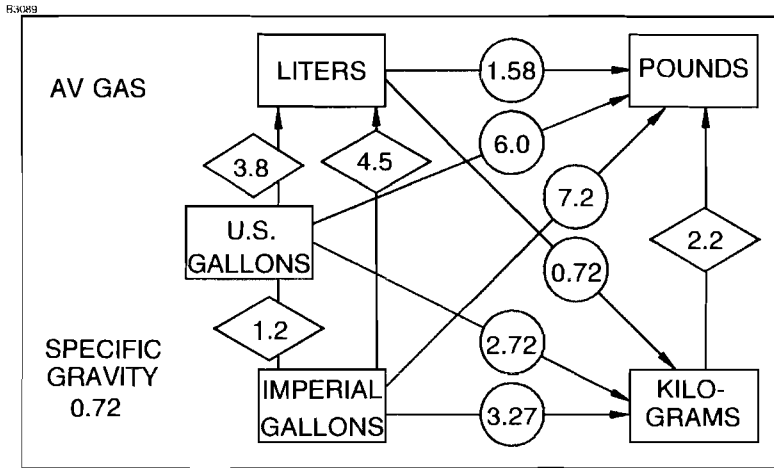 B3089
LITERS
1.58
POUNDS
AV GAS
6.0
3.8
4.5
7.2
U.S.
GALLONS
2.2
0.72
1.2
SPECIFIC
GRAVITY
0.72
2.72
IMPERIAL
GALLONS
3.27
KILO-
GRAMS